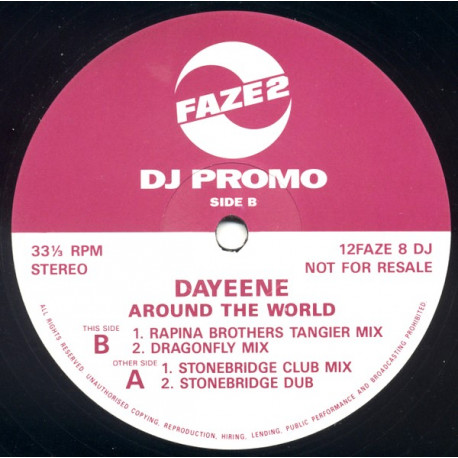 FAZE2
DJ PROMO
SIDE B
33⅓ RPM
STEREO
12FAZE 8 DJ
NOT FOR RESALE
DAYEENE
AROUND THE WORLD
THIS SIDE
B
1. RAPINA BROTHERS TANGIER MIX
2. DRAGONFLY MIX
OTHER SIDE
A
1. STONEBRIDGE CLUB MIX
2. STONEBRIDGE DUB
ALL RIGHTS RESERVED. UNAUTHORISED COPYING, REPRODUCTION, HIRING, LENDING, PUBLIC PERFORMANCE AND BROADCASTING PROHIBITED.